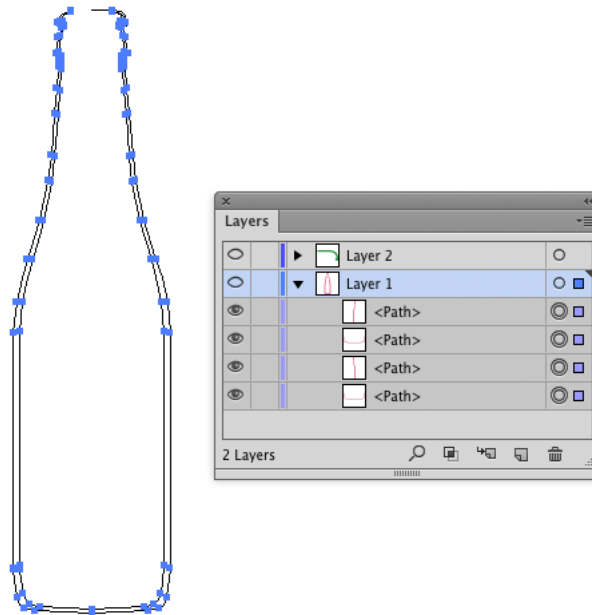 Layers
Layer 2
Layer 1
<Path>
<Path>
<Path>
<Path>
2 Layers